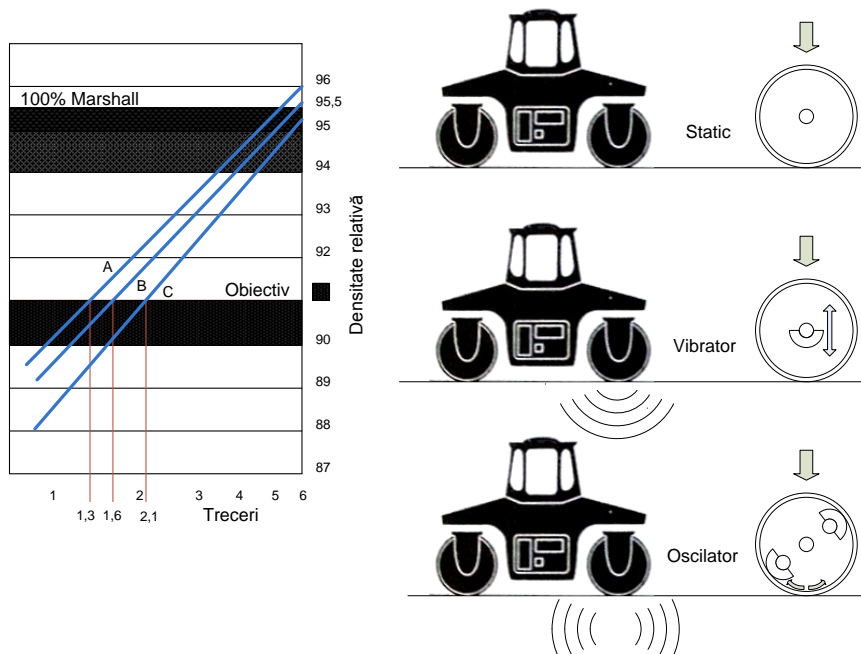 100% Marshall
96
95,5
95
94
93
92
90
89
88
87
Densitate relativă
A
B
C
Obiectiv
1
2
3
4
5
6
1,3
1,6
2,1
Treceri
Static
Vibrator
Oscilator